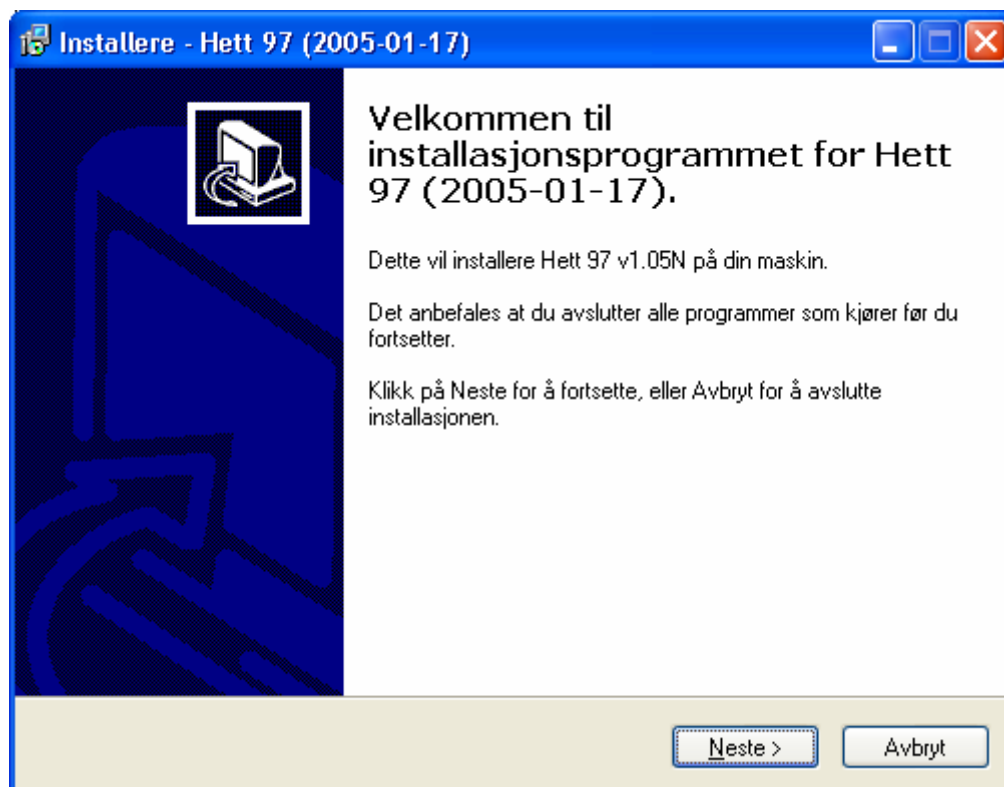 Installere - Hett 97 (2005-01-17)
Velkommen til
installasjonsprogrammet for Hett
97 (2005-01-17).
Dette vil installere Hett 97 v1.05N på din maskin.
Det anbefales at du avslutter alle programmer som kjører før du
fortsetter.
Klikk på Neste for å fortsette, eller Avbryt for å avslutte
installasjonen.
Neste >
Avbryt